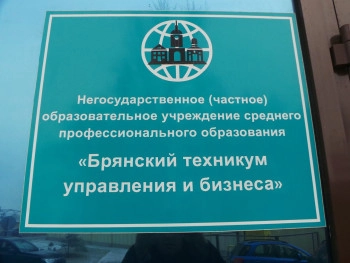 Негосударственное (частное)
образовательное учреждение среднего
профессионального образования
«Брянский техникум
управления и бизнеса»